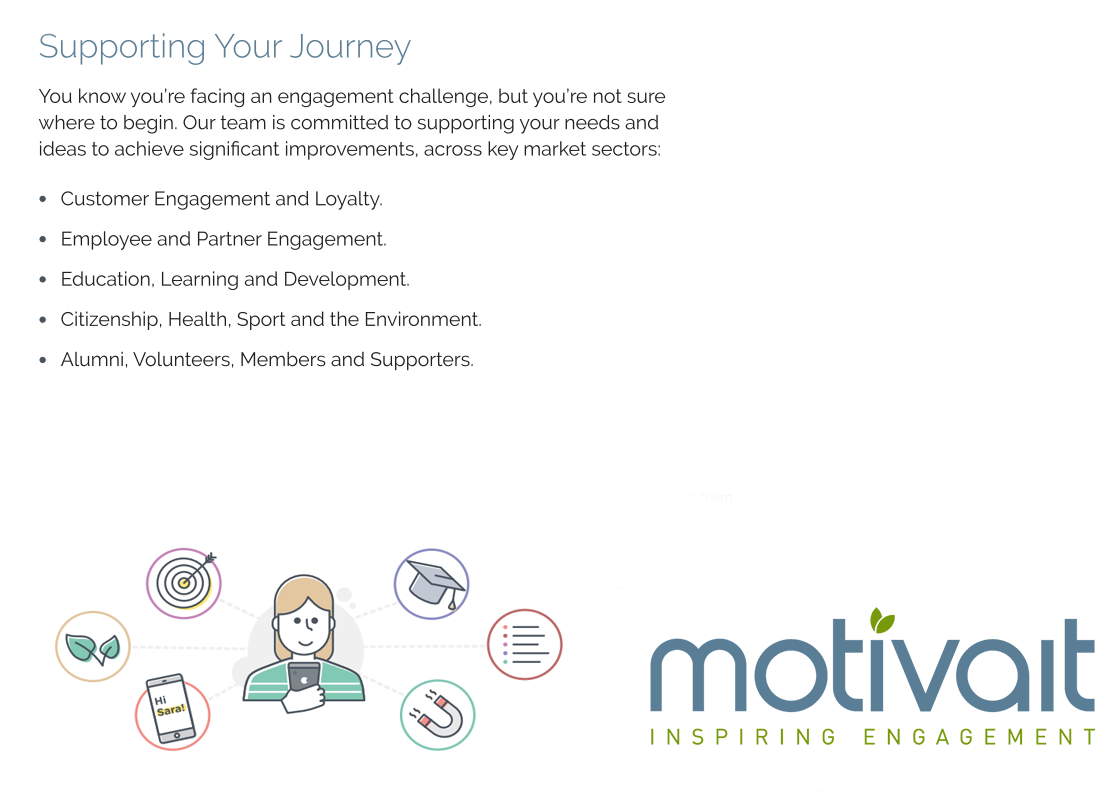 Supporting Your Journey
You know you're facing an engagement challenge, but you're not sure
where to begin. Our team is committed to supporting your needs and
ideas to achieve significant improvements, across key market sectors:
• Customer Engagement and Loyalty.
• Employee and Partner Engagement.
• Education, Learning and Development.
• Citizenship, Health, Sport and the Environment.
• Alumni, Volunteers, Members and Supporters.
Hi
Sara!
motivait
INSPIRING ENGAGEMENT